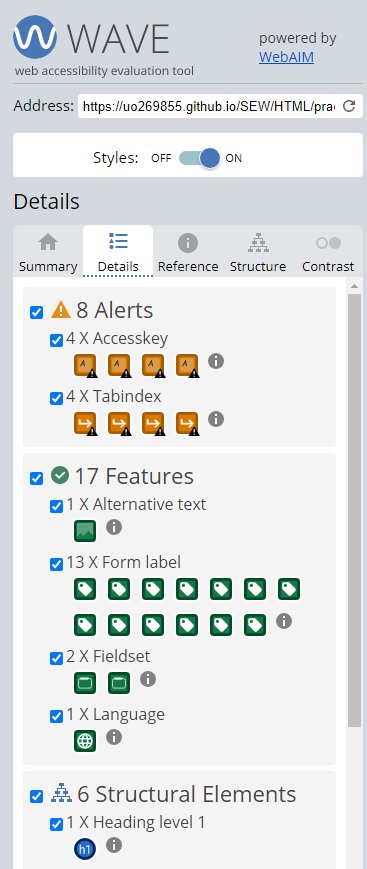 WAVE
powered by
WebAIM
web accessibility evaluation tool
Address: https://uo269855.github.io/SEW/HTML/pra
Styles: OFF ON
Details
Summary Details Reference Structure Contrast
8 Alerts
4 X Accesskey
A A A A
4 X Tabindex
17 Features
1 X Alternative text
13 X Form label
2 X Fieldset
1 X Language
6 Structural Elements
1 X Heading level 1
h1